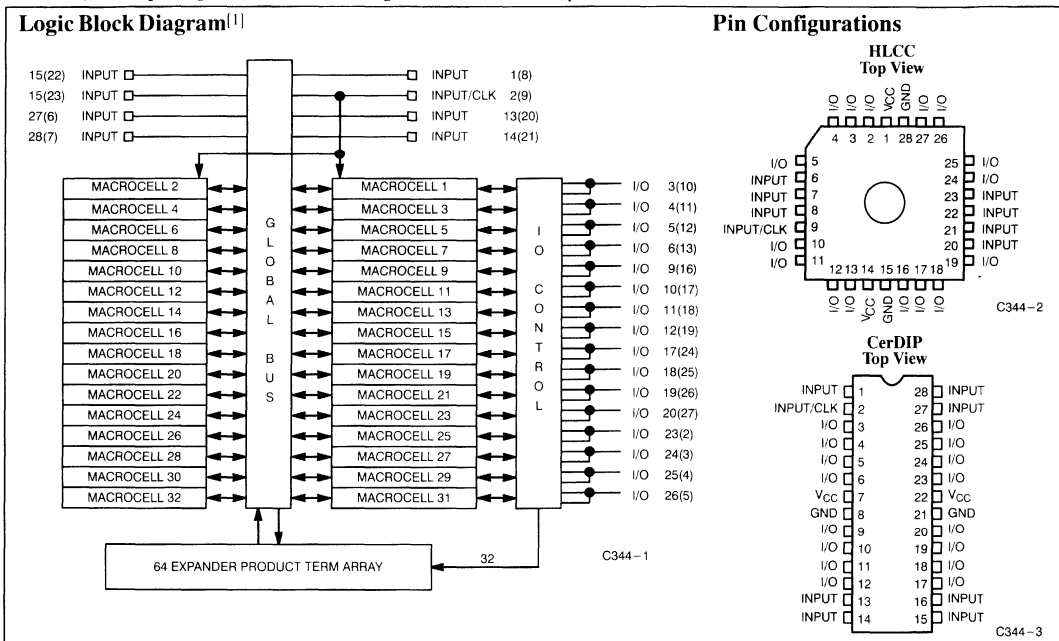 Logic Block Diagram[1]
15(22) INPUT
15(23) INPUT
27(6) INPUT
28(7) INPUT
INPUT 1(8)
INPUT/CLK 2(9)
INPUT 13(20)
INPUT 14(21)
MACROCELL 2
MACROCELL 4
MACROCELL 6
MACROCELL 8
MACROCELL 10
MACROCELL 12
MACROCELL 14
MACROCELL 16
MACROCELL 18
MACROCELL 20
MACROCELL 22
MACROCELL 24
MACROCELL 26
MACROCELL 28
MACROCELL 30
MACROCELL 32
GLOBAL BUS
MACROCELL 1
MACROCELL 3
MACROCELL 5
MACROCELL 7
MACROCELL 9
MACROCELL 11
MACROCELL 13
MACROCELL 15
MACROCELL 17
MACROCELL 19
MACROCELL 21
MACROCELL 23
MACROCELL 25
MACROCELL 27
MACROCELL 29
MACROCELL 31
IO CONTROL
I/O 3(10)
I/O 4(11)
I/O 5(12)
I/O 6(13)
I/O 9(16)
I/O 10(17)
I/O 11(18)
I/O 12(19)
I/O 17(24)
I/O 18(25)
I/O 19(26)
I/O 20(27)
I/O 23(2)
I/O 24(3)
I/O 25(4)
I/O 26(5)
64 EXPANDER PRODUCT TERM ARRAY
32
C344-1
Pin Configurations
HLCC
Top View
I/O I/O I/O VCC GND I/O I/O
4 3 2 1 28 27 26
I/O 5
INPUT 6
INPUT 7
INPUT 8
INPUT/CLK 9
I/O 10
I/O 11
25 I/O
24 I/O
23 INPUT
22 INPUT
21 INPUT
20 INPUT
19 I/O
12 13 14 15 16 17 18
I/O I/O VCC GND I/O I/O I/O
C344-2
CerDIP
Top View
INPUT 1 28 INPUT
INPUT/CLK 2 27 INPUT
I/O 3 26 I/O
I/O 4 25 I/O
I/O 5 24 I/O
I/O 6 23 I/O
VCC 7 22 VCC
GND 8 21 GND
I/O 9 20 I/O
I/O 10 19 I/O
I/O 11 18 I/O
I/O 12 17 I/O
INPUT 13 16 INPUT
INPUT 14 15 INPUT
C344-3